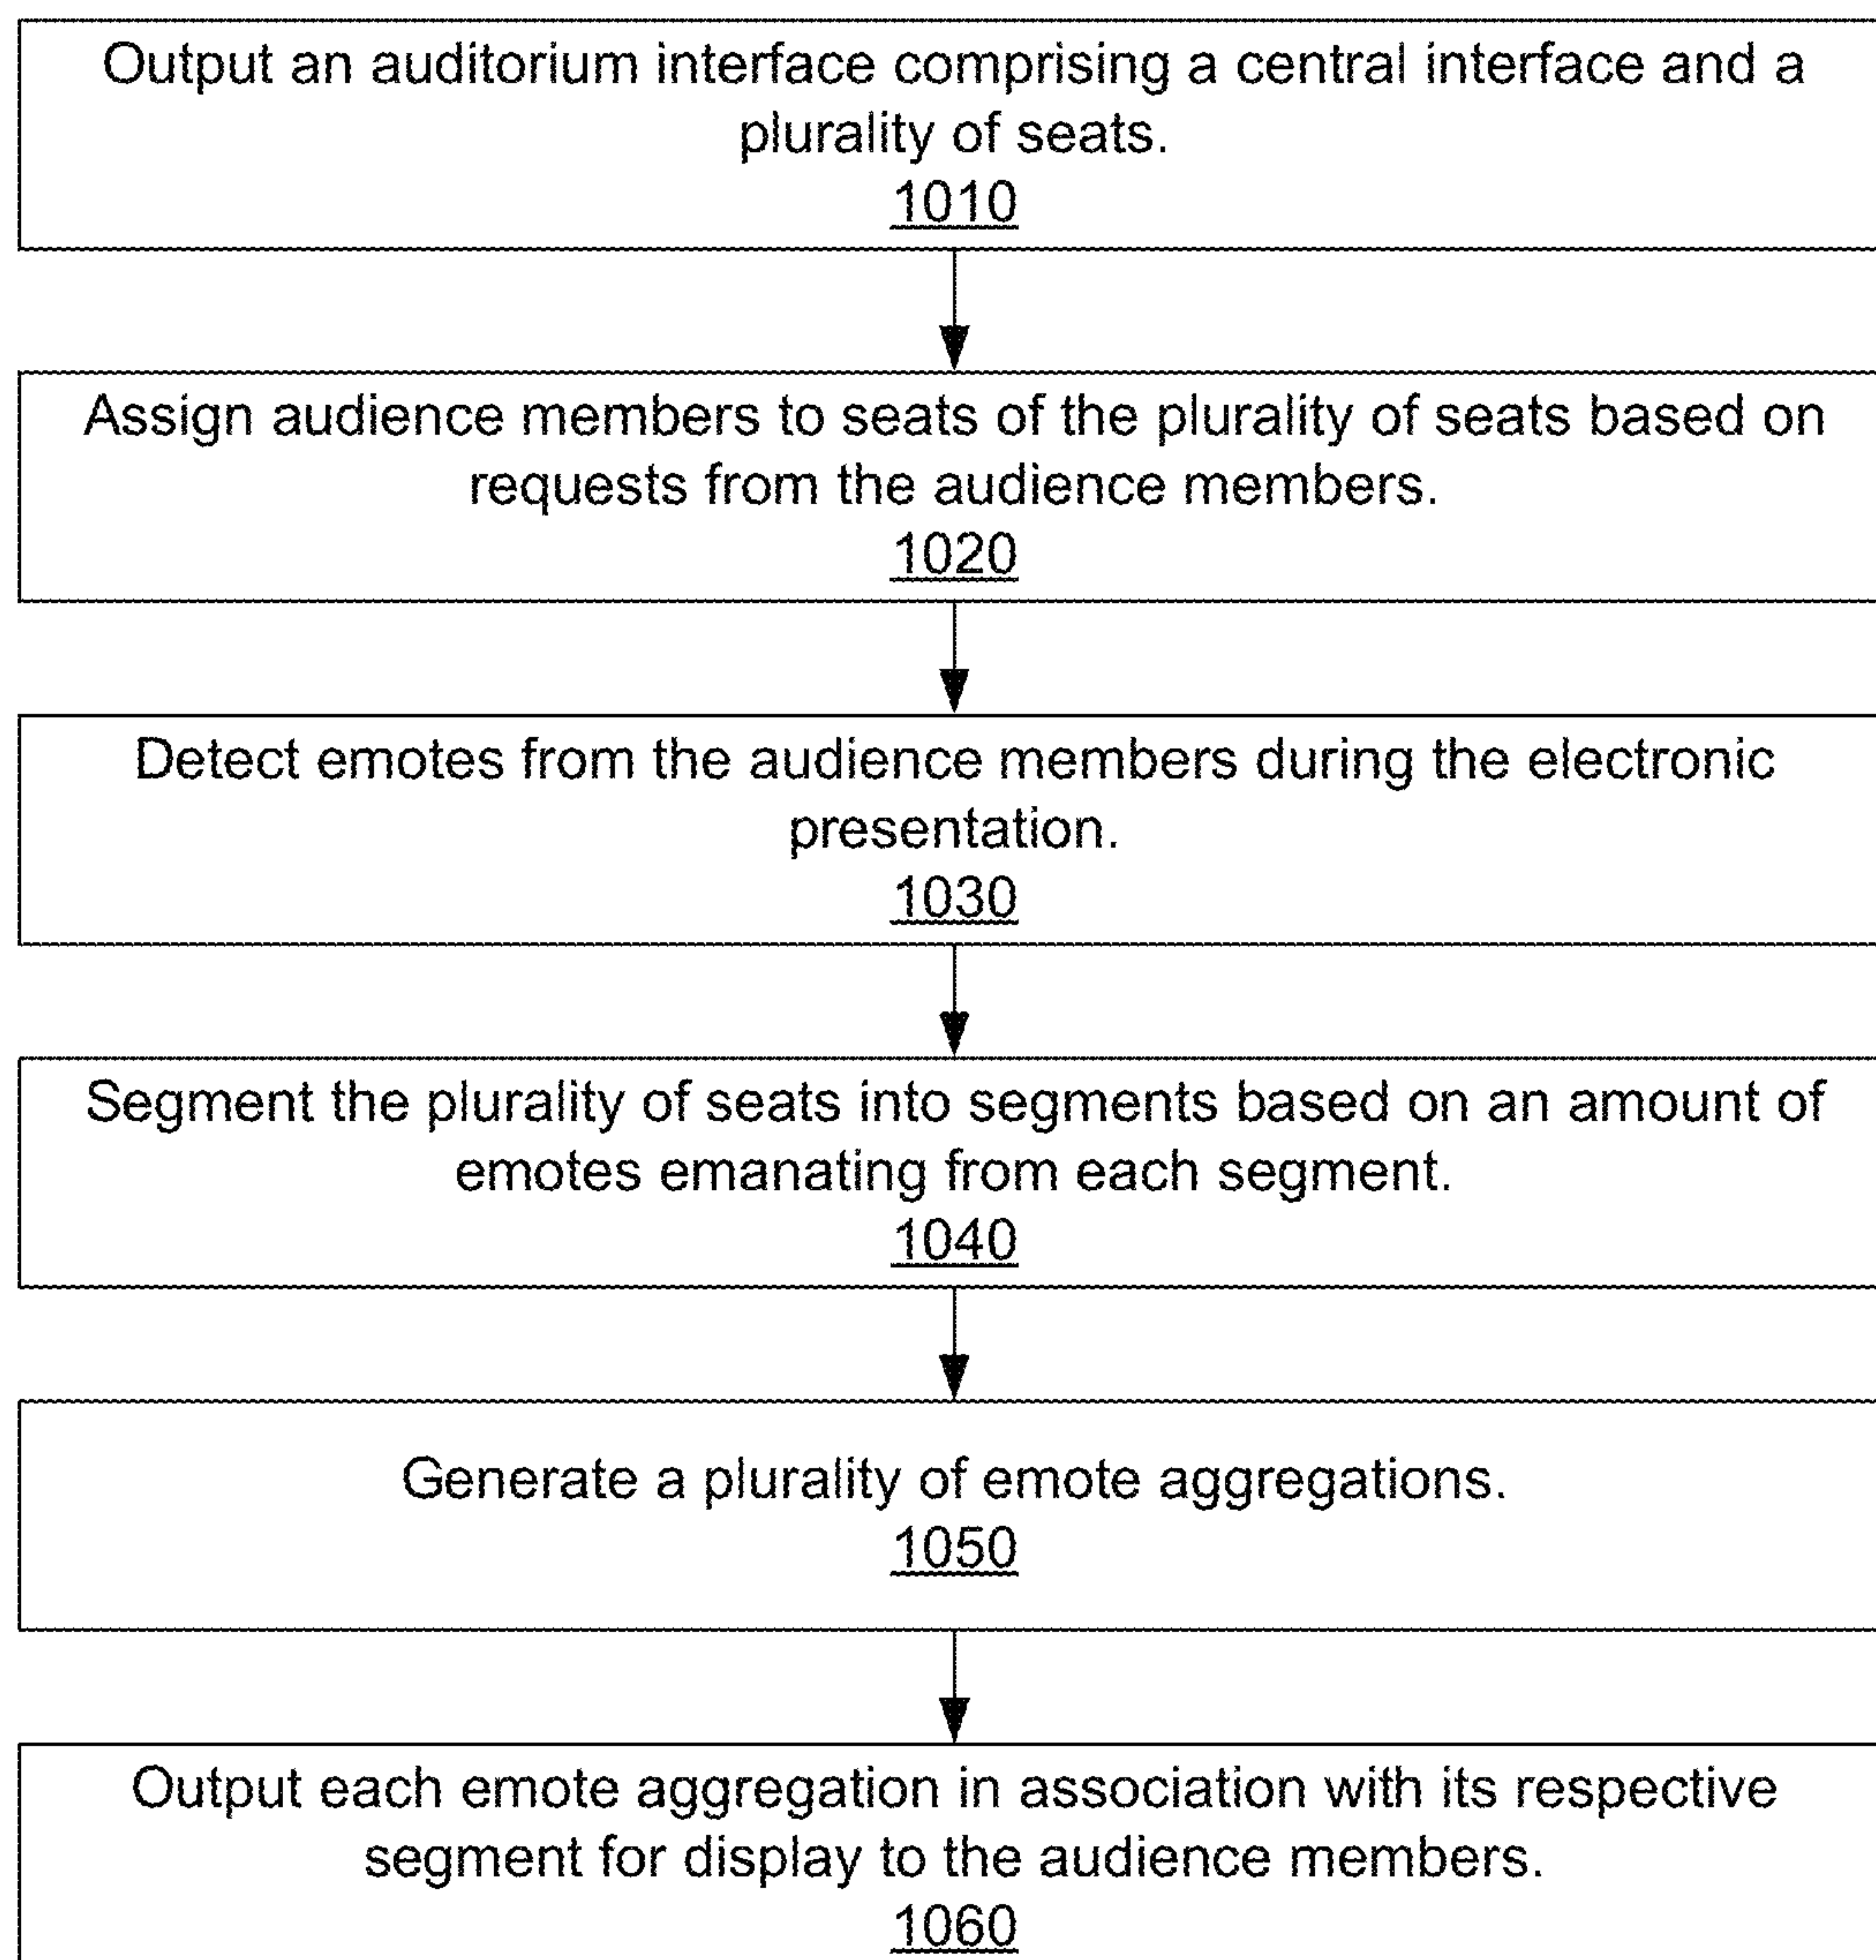 Output an auditorium interface comprising a central interface and a
plurality of seats.
1010
Assign audience members to seats of the plurality of seats based on
requests from the audience members.
1020
Detect emotes from the audience members during the electronic
presentation.
1030
Segment the plurality of seats into segments based on an amount of
emotes emanating from each segment.
1040
Generate a plurality of emote aggregations.
1050
Output each emote aggregation in association with its respective
segment for display to the audience members.
1060